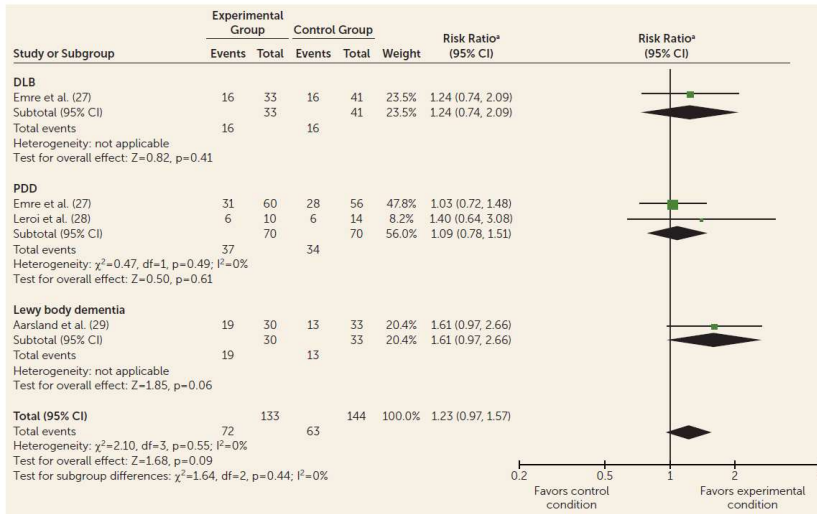 Experimental
Group Control Group Risk Ratioᵃ Risk Ratioᵃ
Study or Subgroup Events Total Events Total Weight (95% CI) (95% CI)
DLB
Emre et al. (27) 16 33 16 41 23.5% 1.24 (0.74, 2.09)
Subtotal (95% CI) 33 41 23.5% 1.24 (0.74, 2.09)
Total events 16 16
Heterogeneity: not applicable
Test for overall effect: Z=0.82, p=0.41
PDD
Emre et al. (27) 31 60 28 56 47.8% 1.03 (0.72, 1.48)
Leroi et al. (28) 6 10 6 14 8.2% 1.40 (0.64, 3.08)
Subtotal (95% CI) 70 70 56.0% 1.09 (0.78, 1.51)
Total events 37 34
Heterogeneity: χ²=0.47, df=1, p=0.49; I²=0%
Test for overall effect: Z=0.50, p=0.61
Lewy body dementia
Aarsland et al. (29) 19 30 13 33 20.4% 1.61 (0.97, 2.66)
Subtotal (95% CI) 30 33 20.4% 1.61 (0.97, 2.66)
Total events 19 13
Heterogeneity: not applicable
Test for overall effect: Z=1.85, p=0.06
Total (95% CI) 133 144 100.0% 1.23 (0.97, 1.57)
Total events 72 63
Heterogeneity: χ²=2.10, df=3, p=0.55; I²=0%
Test for overall effect: Z=1.68, p=0.09
Test for subgroup differences: χ²=1.64, df=2, p=0.44; I²=0%
0.2 0.5 1 2
Favors control Favors experimental
condition condition